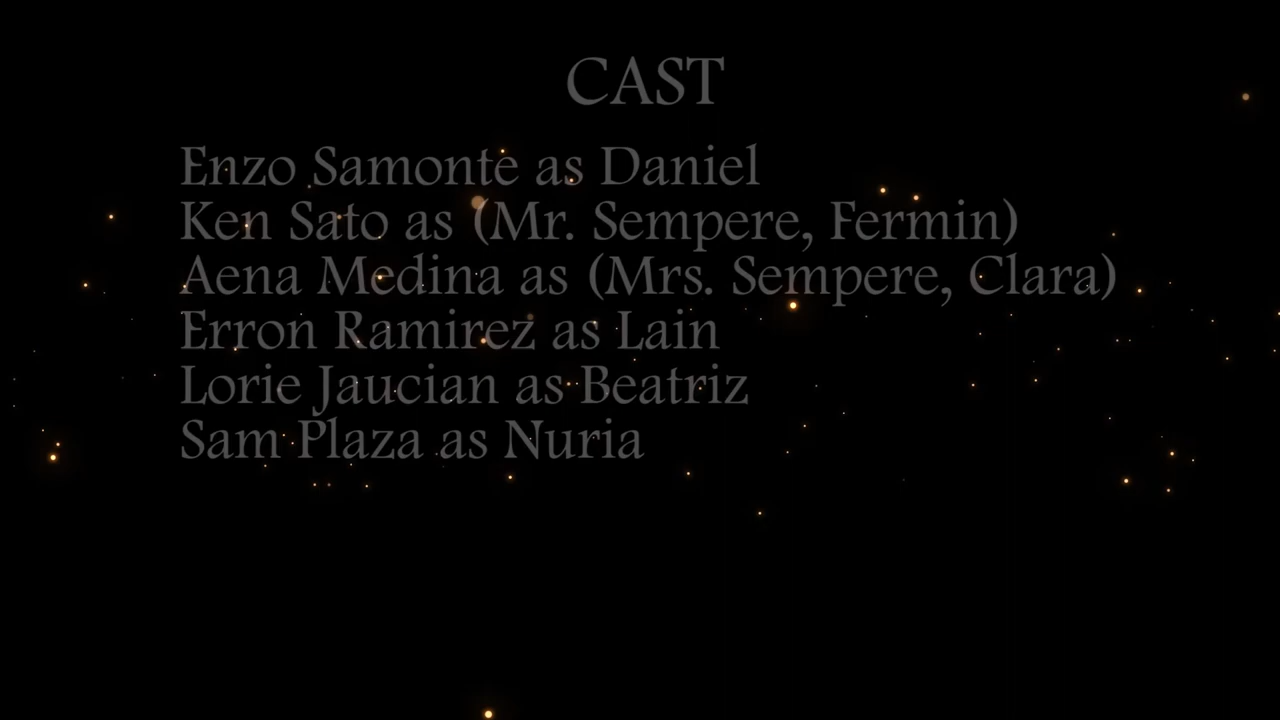 CAST
Enzo Samonte as Daniel
Ken Sato as (Mr. Sempere, Fermin)
Aena Medina as (Mrs. Sempere, Clara)
Erron Ramirez as Lain
Lorie Jaucian as Beatriz
Sam Plaza as Nuria